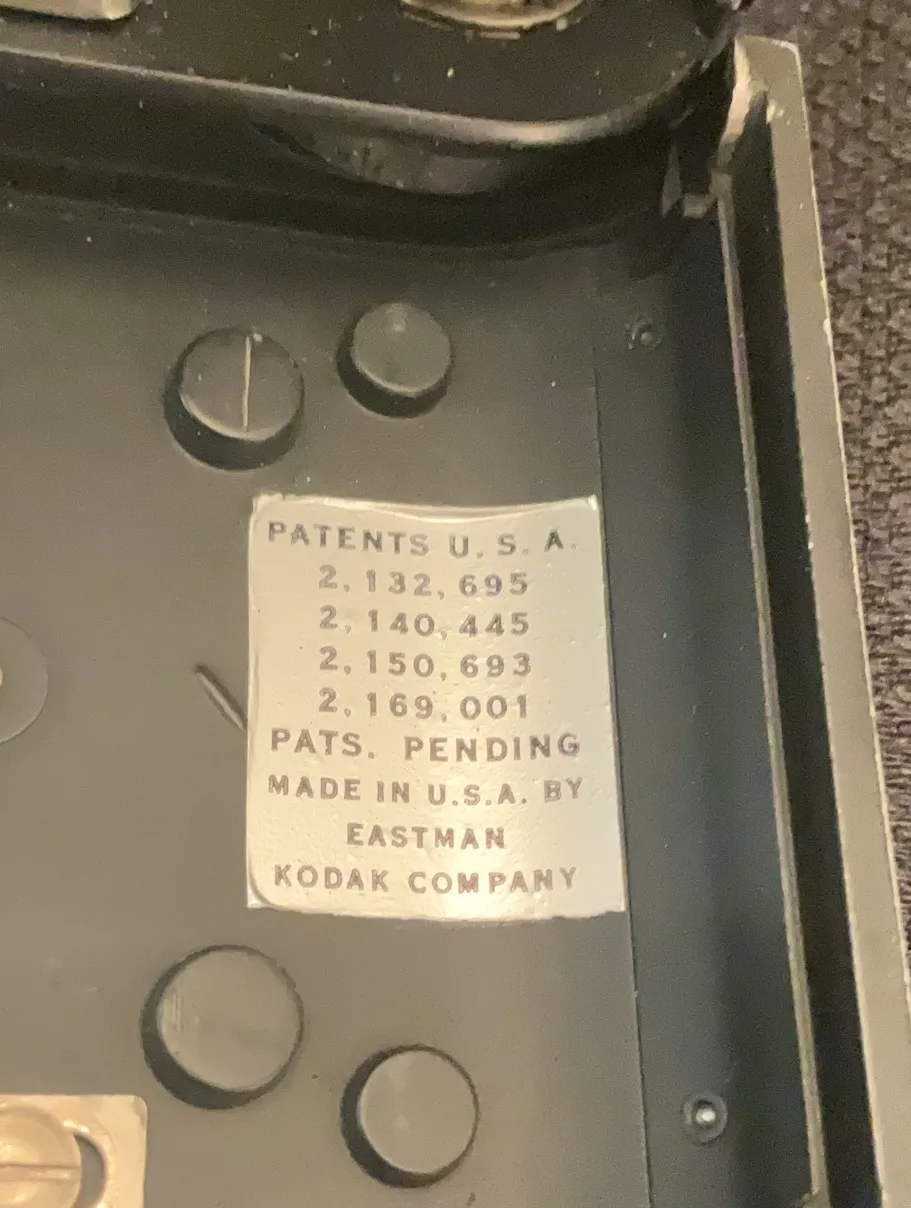 PATENTS U. S. A.
2,132,695
2,140,445
2,150,693
2,169,001
PATS. PENDING
MADE IN U.S.A. BY
EASTMAN
KODAK COMPANY